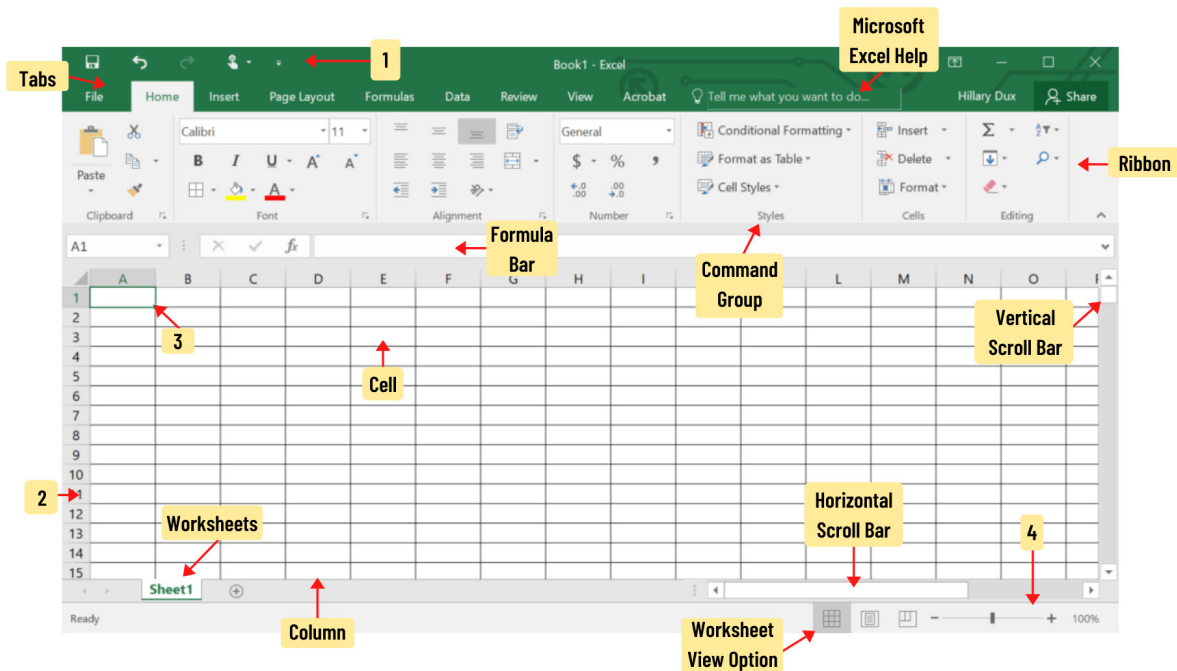 Microsoft
Excel Help
1
Tabs
Book1 - Excel
File Home Insert Page Layout Formulas Data Review View Acrobat Tell me what you want to do... Hillary Dux Share
Calibri 11 General Conditional Formatting Insert Σ
Ribbon
B I U A A $ % , Format as Table Delete
Paste
A Cell Styles Format
Clipboard Font Alignment Number Styles Cells Editing
Formula
Bar
A1 fx
Command
Group
A B C D E F G H I L M N O
1
2
Vertical
Scroll Bar
3
3
4
Cell
5
6
7
8
9
10
2
Horizontal
Scroll Bar
12
Worksheets
4
13
14
15
Sheet1
Column
Ready 100%
Worksheet
View Option